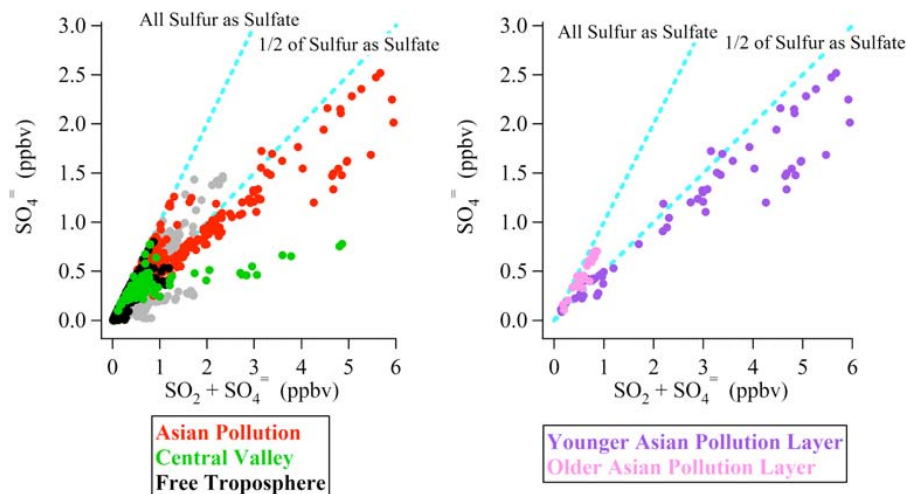 All Sulfur as Sulfate
1/2 of Sulfur as Sulfate
3.0
2.5
2.0
1.5
1.0
0.5
0.0
SO4= (ppbv)
0 1 2 3 4 5 6
SO2 + SO4= (ppbv)
Asian Pollution
Central Valley
Free Troposphere
All Sulfur as Sulfate
1/2 of Sulfur as Sulfate
3.0
2.5
2.0
1.5
1.0
0.5
0.0
SO4= (ppbv)
0 1 2 3 4 5 6
SO2 + SO4= (ppbv)
Younger Asian Pollution Layer
Older Asian Pollution Layer